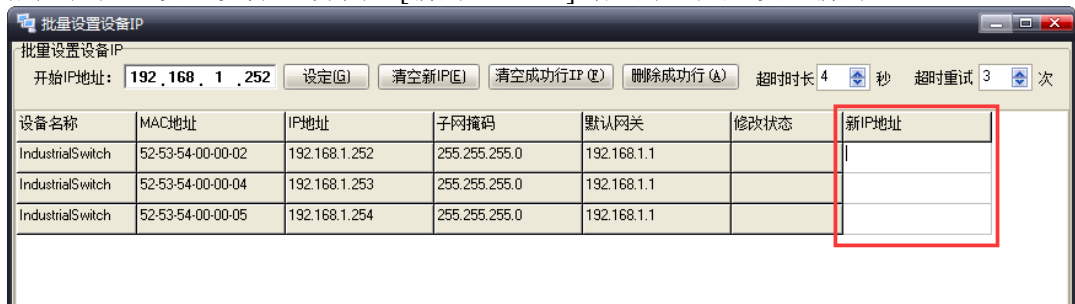 批量设置设备IP
批里设置设备IP
开始IP地址： 192 .168 . 1 .252 设定(G) 清空新IP(E) 清空成功行IP(F) 删除成功行(A) 超时时长 4 秒 超时重试 3 次
设备名称 MAC地址 IP地址 子网掩码 默认网关 修改状态 新IP地址
IndustrialSwitch 52-53-54-00-00-02 192.168.1.252 255.255.255.0 192.168.1.1
IndustrialSwitch 52-53-54-00-00-04 192.168.1.253 255.255.255.0 192.168.1.1
IndustrialSwitch 52-53-54-00-00-05 192.168.1.254 255.255.255.0 192.168.1.1